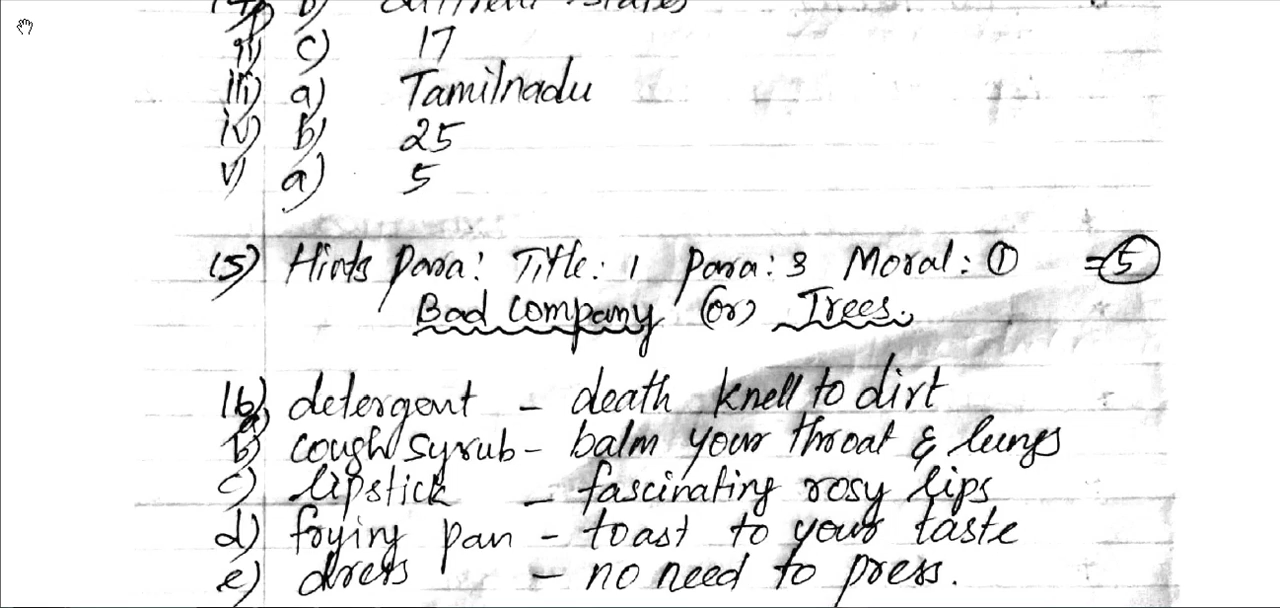 ii) c) 17
iii) a) Tamilnadu
iv) b) 25
v) a) 5
15) Hints Para: Title: 1 Para: 3 Moral: 1 = 5
Bad company (or) Trees.
16) a) detergent - death knell to dirt
b) cough syrub - balm your throat & lungs
c) lipstick - fascinating rosy lips
d) frying pan - toast to your taste
e) dress - no need to press.